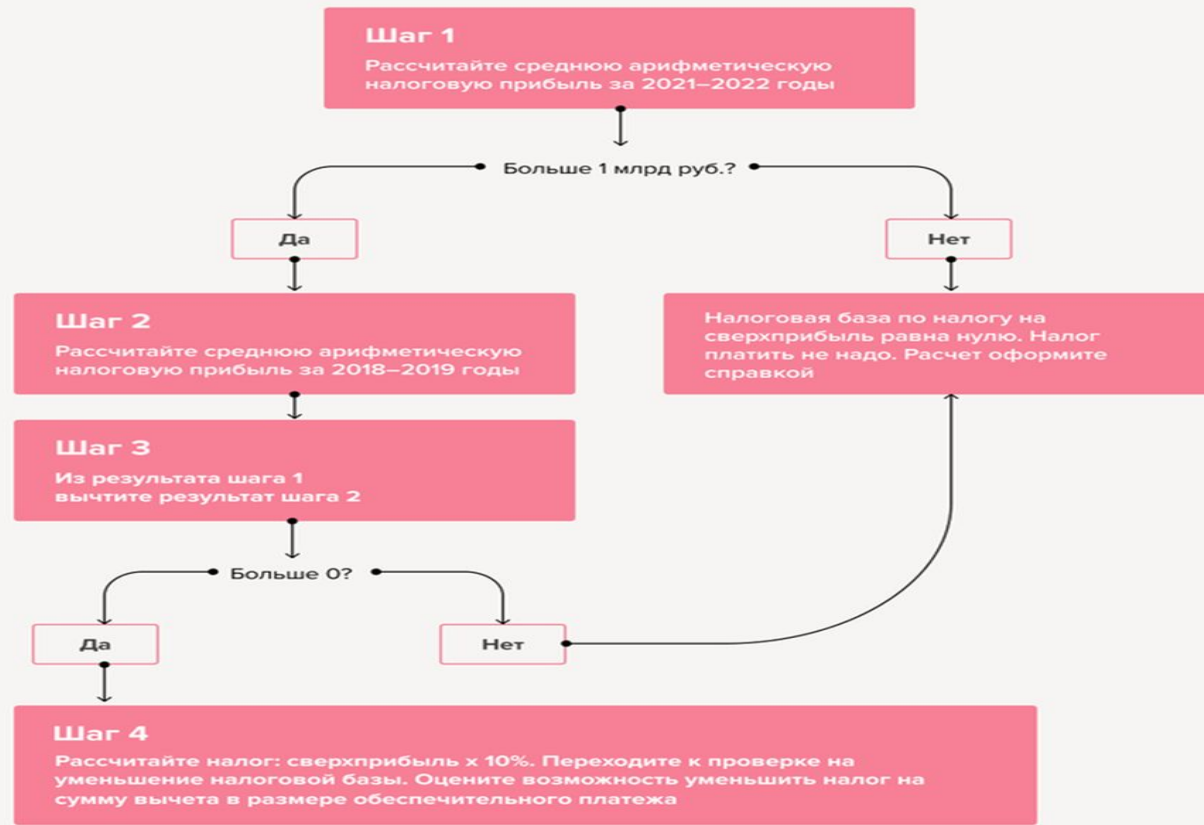 Шаг 1
Рассчитайте среднюю арифметическую
налоговую прибыль за 2021–2022 годы
Больше 1 млрд руб.?
Да
Нет
Шаг 2
Рассчитайте среднюю арифметическую
налоговую прибыль за 2018–2019 годы
Налоговая база по налогу на
сверхприбыль равна нулю. Налог
платить не надо. Расчет оформите
справкой
Шаг 3
Из результата шага 1
вычтите результат шага 2
Больше 0?
Да
Нет
Шаг 4
Рассчитайте налог: сверхприбыль х 10%. Переходите к проверке на
уменьшение налоговой базы. Оцените возможность уменьшить налог на
сумму вычета в размере обеспечительного платежа